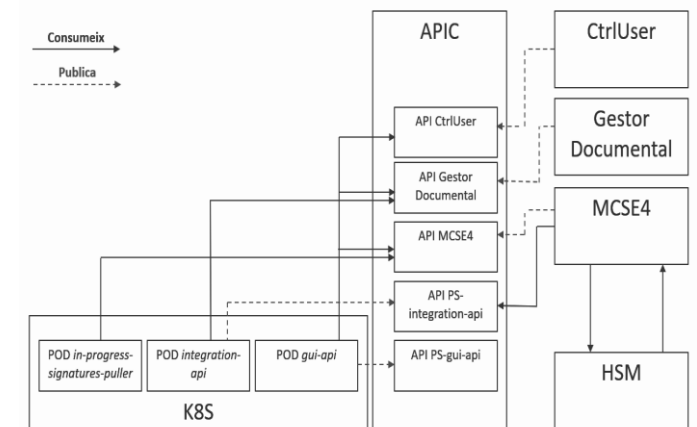 Consumeix
Publica
APIC
API CtrlUser
API Gestor
Documental
API MCSE4
API PS-
integration-api
API PS-gui-api
CtrlUser
Gestor
Documental
MCSE4
HSM
POD in-progress-
signatures-puller
POD integration-
api
POD gui-api
K8S